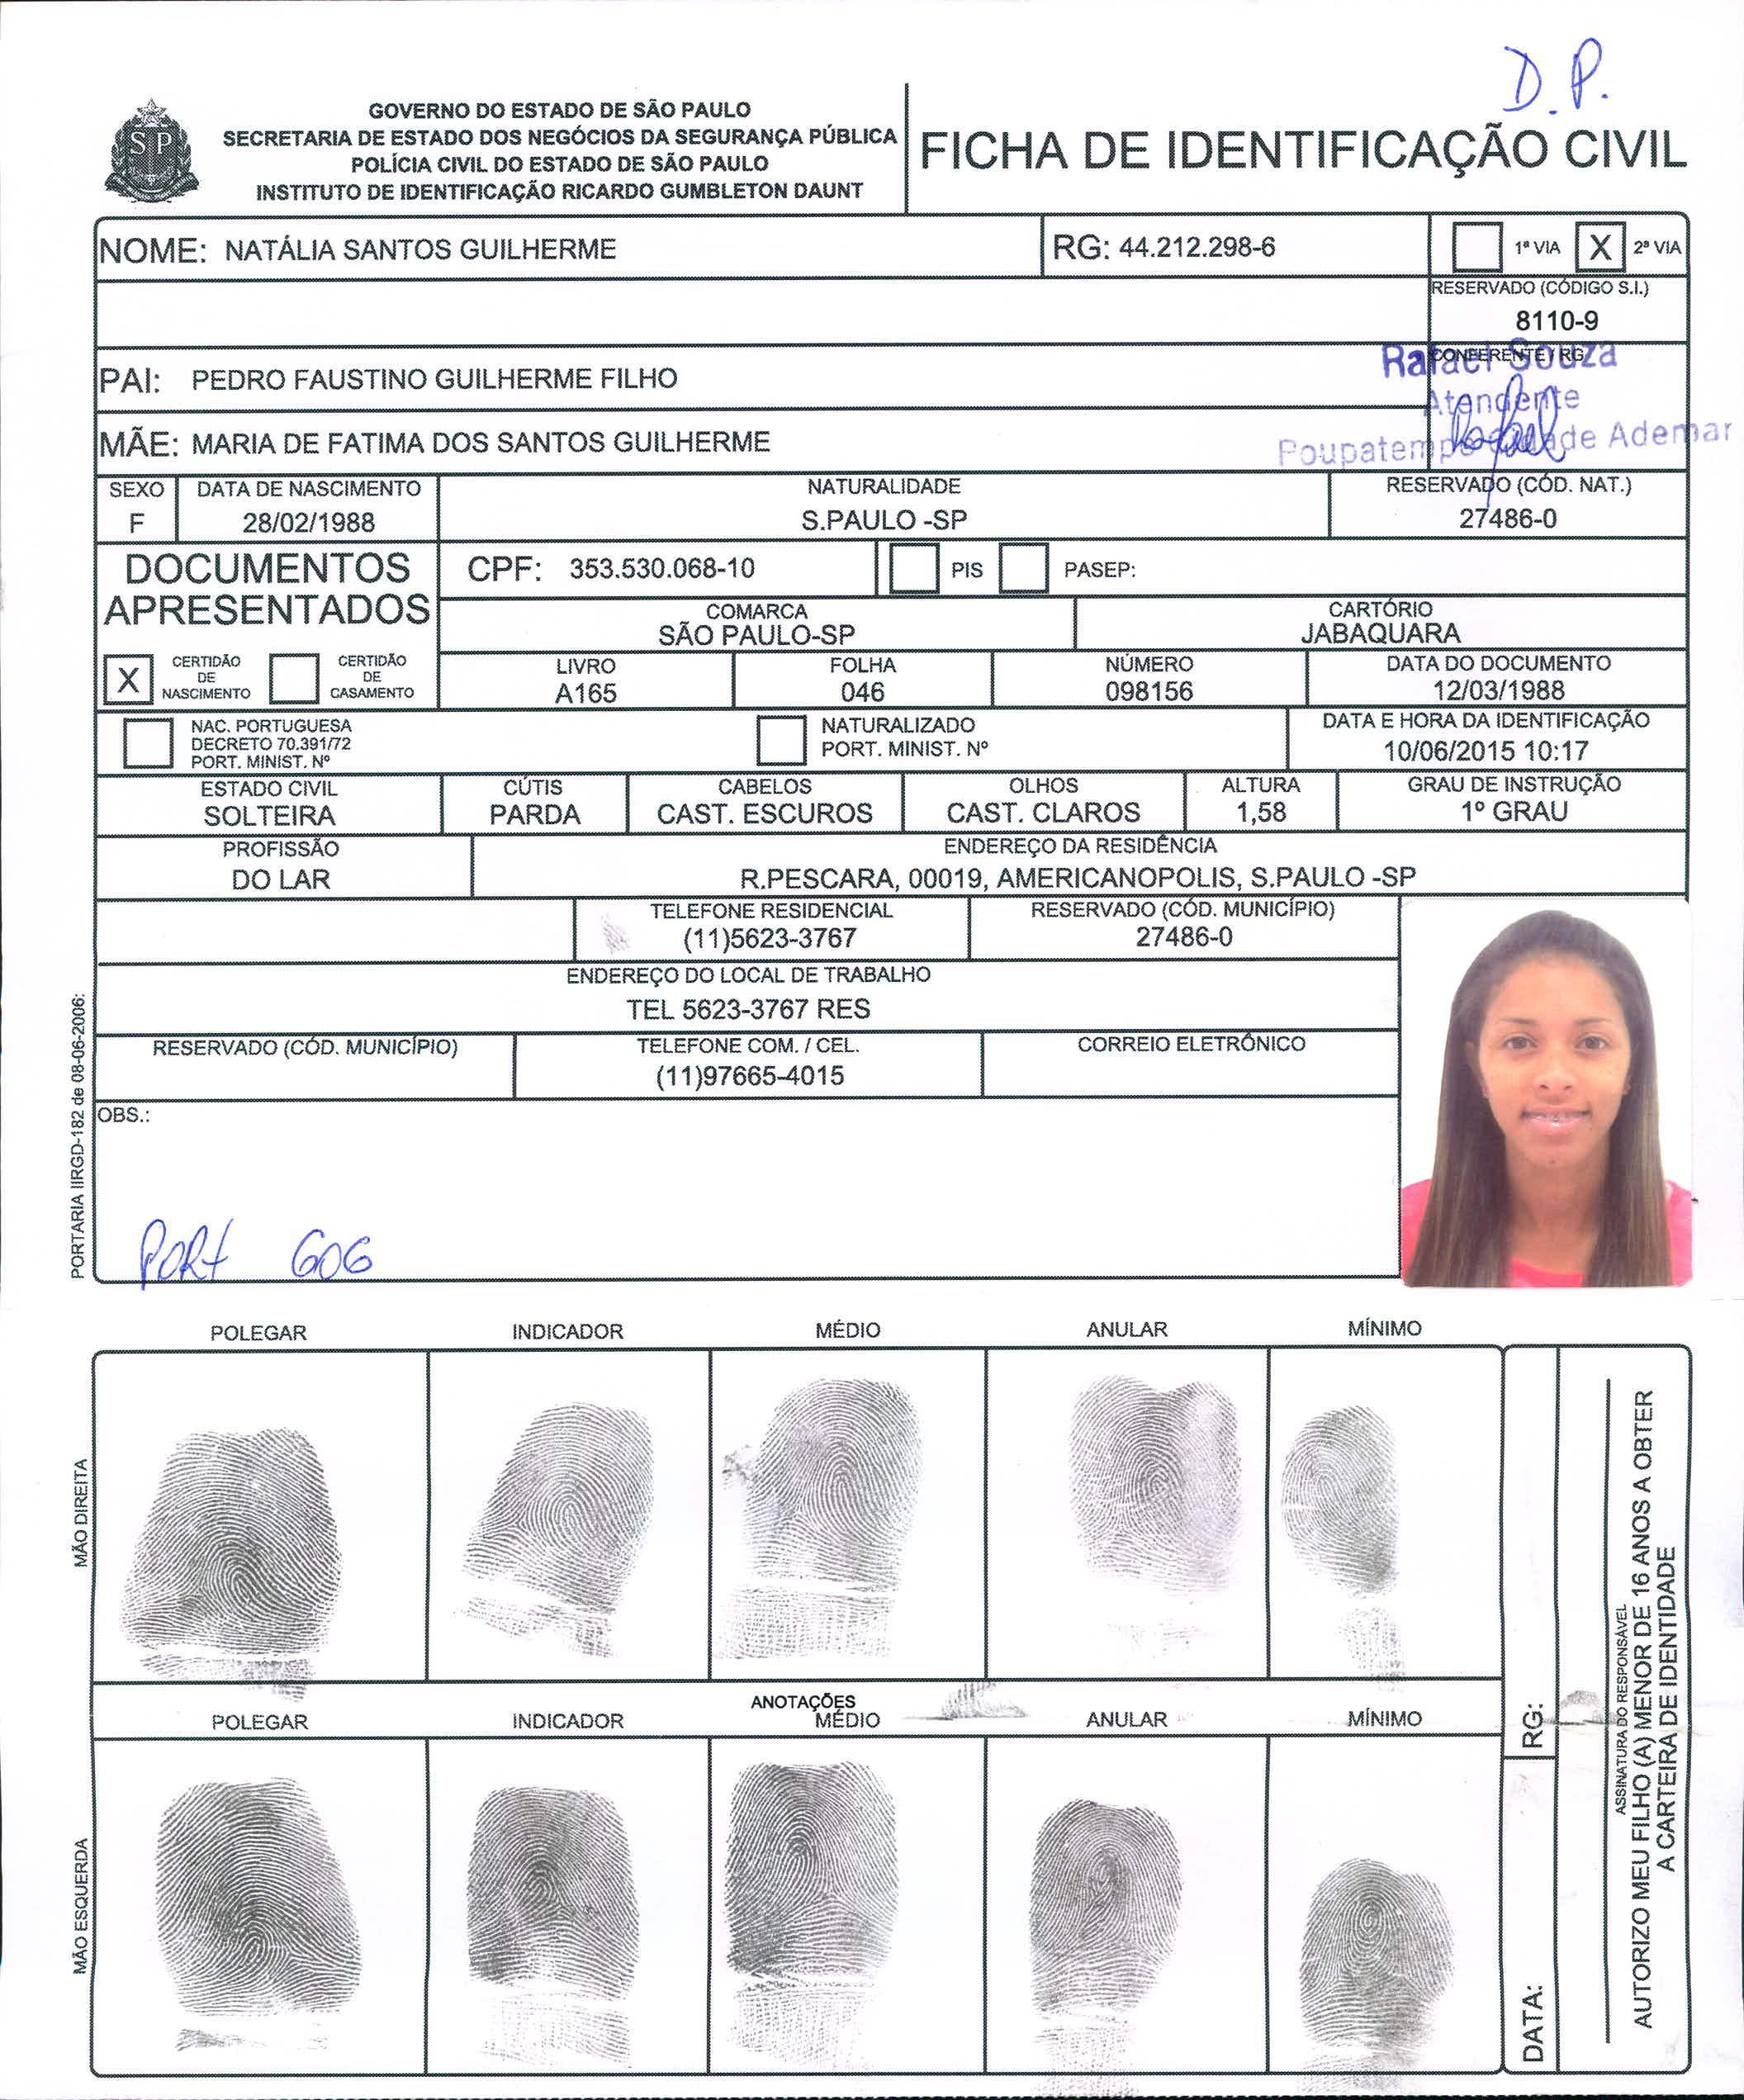 D.P.
GOVERNO DO ESTADO DE SÃO PAULO
SECRETARIA DE ESTADO DOS NEGÓCIOS DA SEGURANÇA PÚBLICA
POLÍCIA CIVIL DO ESTADO DE SÃO PAULO
INSTITUTO DE IDENTIFICAÇÃO RICARDO GUMBLETON DAUNT
SP
FICHA DE IDENTIFICAÇÃO CIVIL
NOME: NATÁLIA SANTOS GUILHERME RG: 44.212.298-6 1ª VIA X 2ª VIA
RESERVADO (CÓDIGO S.I.)
8110-9
CONFERENTE / RG
Rafael Souza
Atendente
Poupatempo Cidade Ademar
Rafael
PAI: PEDRO FAUSTINO GUILHERME FILHO
MÃE: MARIA DE FATIMA DOS SANTOS GUILHERME
SEXO DATA DE NASCIMENTO NATURALIDADE RESERVADO (CÓD. NAT.)
F 28/02/1988 S.PAULO -SP 27486-0
DOCUMENTOS
APRESENTADOS
CPF: 353.530.068-10 PIS PASEP:
COMARCA CARTÓRIO
SÃO PAULO-SP JABAQUARA
X CERTIDÃO DE NASCIMENTO CERTIDÃO DE CASAMENTO
LIVRO FOLHA NÚMERO DATA DO DOCUMENTO
A165 046 098156 12/03/1988
NAC. PORTUGUESA
DECRETO 70.391/72
PORT. MINIST. Nº
NATURALIZADO
PORT. MINIST. Nº
DATA E HORA DA IDENTIFICAÇÃO
10/06/2015 10:17
ESTADO CIVIL CÚTIS CABELOS OLHOS ALTURA GRAU DE INSTRUÇÃO
SOLTEIRA PARDA CAST. ESCUROS CAST. CLAROS 1,58 1º GRAU
PROFISSÃO ENDEREÇO DA RESIDÊNCIA
DO LAR R.PESCARA, 00019, AMERICANOPOLIS, S.PAULO -SP
TELEFONE RESIDENCIAL RESERVADO (CÓD. MUNICÍPIO)
(11)5623-3767 27486-0
ENDEREÇO DO LOCAL DE TRABALHO
TEL 5623-3767 RES
RESERVADO (CÓD. MUNICÍPIO) TELEFONE COM. / CEL. CORREIO ELETRÔNICO
(11)97665-4015
OBS.:
PORT 606
PORTARIA IIRGD-182 de 08-06-2006:
POLEGAR INDICADOR MÉDIO ANULAR MÍNIMO
MÃO DIREITA
ANOTAÇÕES
POLEGAR INDICADOR MÉDIO ANULAR MÍNIMO
MÃO ESQUERDA
RG:
DATA:
ASSINATURA DO RESPONSÁVEL
AUTORIZO MEU FILHO (A) MENOR DE 16 ANOS A OBTER
A CARTEIRA DE IDENTIDADE